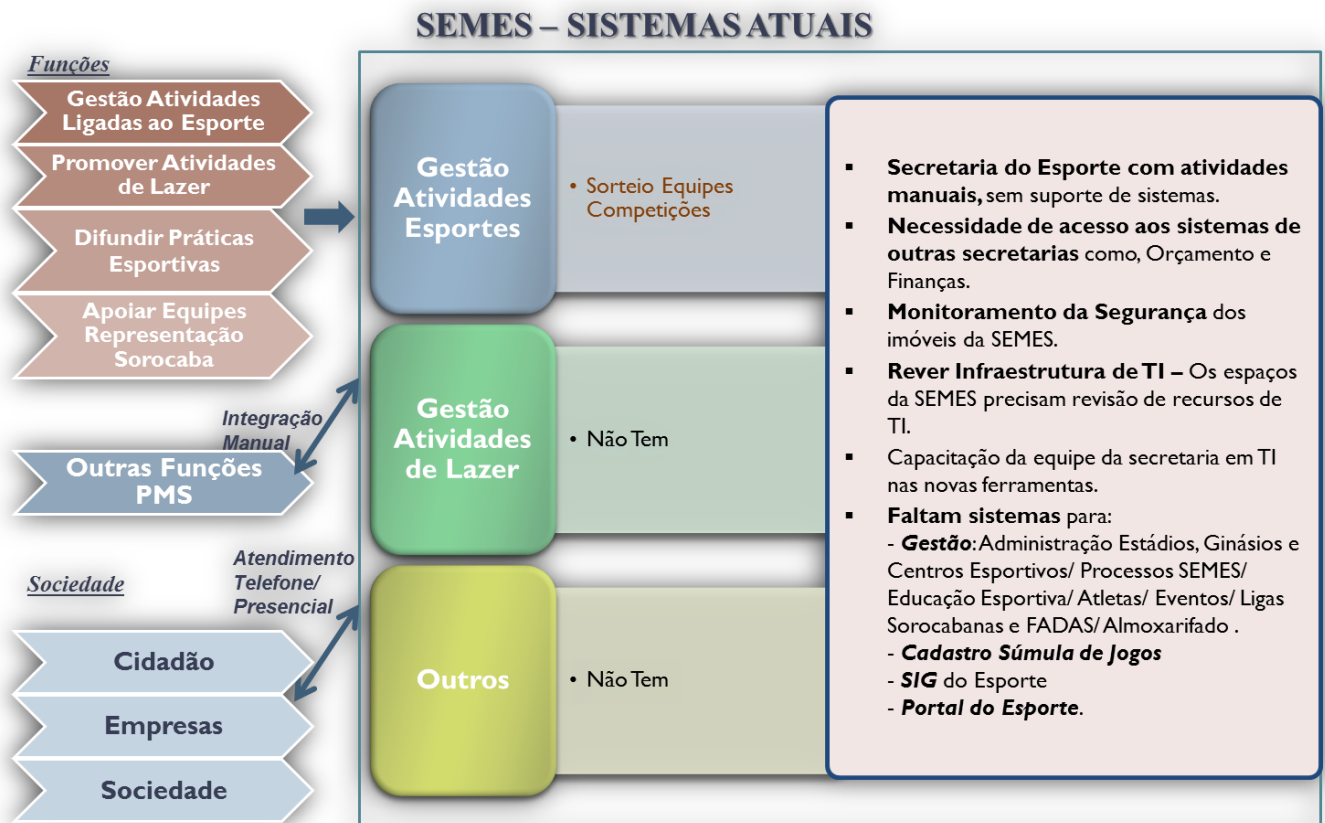 SEMES – SISTEMAS ATUAIS
Funções
Gestão Atividades
Ligadas ao Esporte
Promover Atividades
de Lazer
Difundir Práticas
Esportivas
Apoiar Equipes
Representação
Sorocaba
Integração
Manual
Outras Funções
PMS
Atendimento
Telefone/
Presencial
Sociedade
Cidadão
Empresas
Sociedade
Gestão
Atividades
Esportes
• Sorteio Equipes
Competições
Gestão
Atividades
de Lazer
• Não Tem
Outros
• Não Tem
▪ Secretaria do Esporte com atividades
manuais, sem suporte de sistemas.
▪ Necessidade de acesso aos sistemas de
outras secretarias como, Orçamento e
Finanças.
▪ Monitoramento da Segurança dos
imóveis da SEMES.
▪ Rever Infraestrutura de TI – Os espaços
da SEMES precisam revisão de recursos de
TI.
▪ Capacitação da equipe da secretaria em TI
nas novas ferramentas.
▪ Faltam sistemas para:
- Gestão: Administração Estádios, Ginásios e
Centros Esportivos/ Processos SEMES/
Educação Esportiva/ Atletas/ Eventos/ Ligas
Sorocabanas e FADAS/ Almoxarifado .
- Cadastro Súmula de Jogos
- SIG do Esporte
- Portal do Esporte.